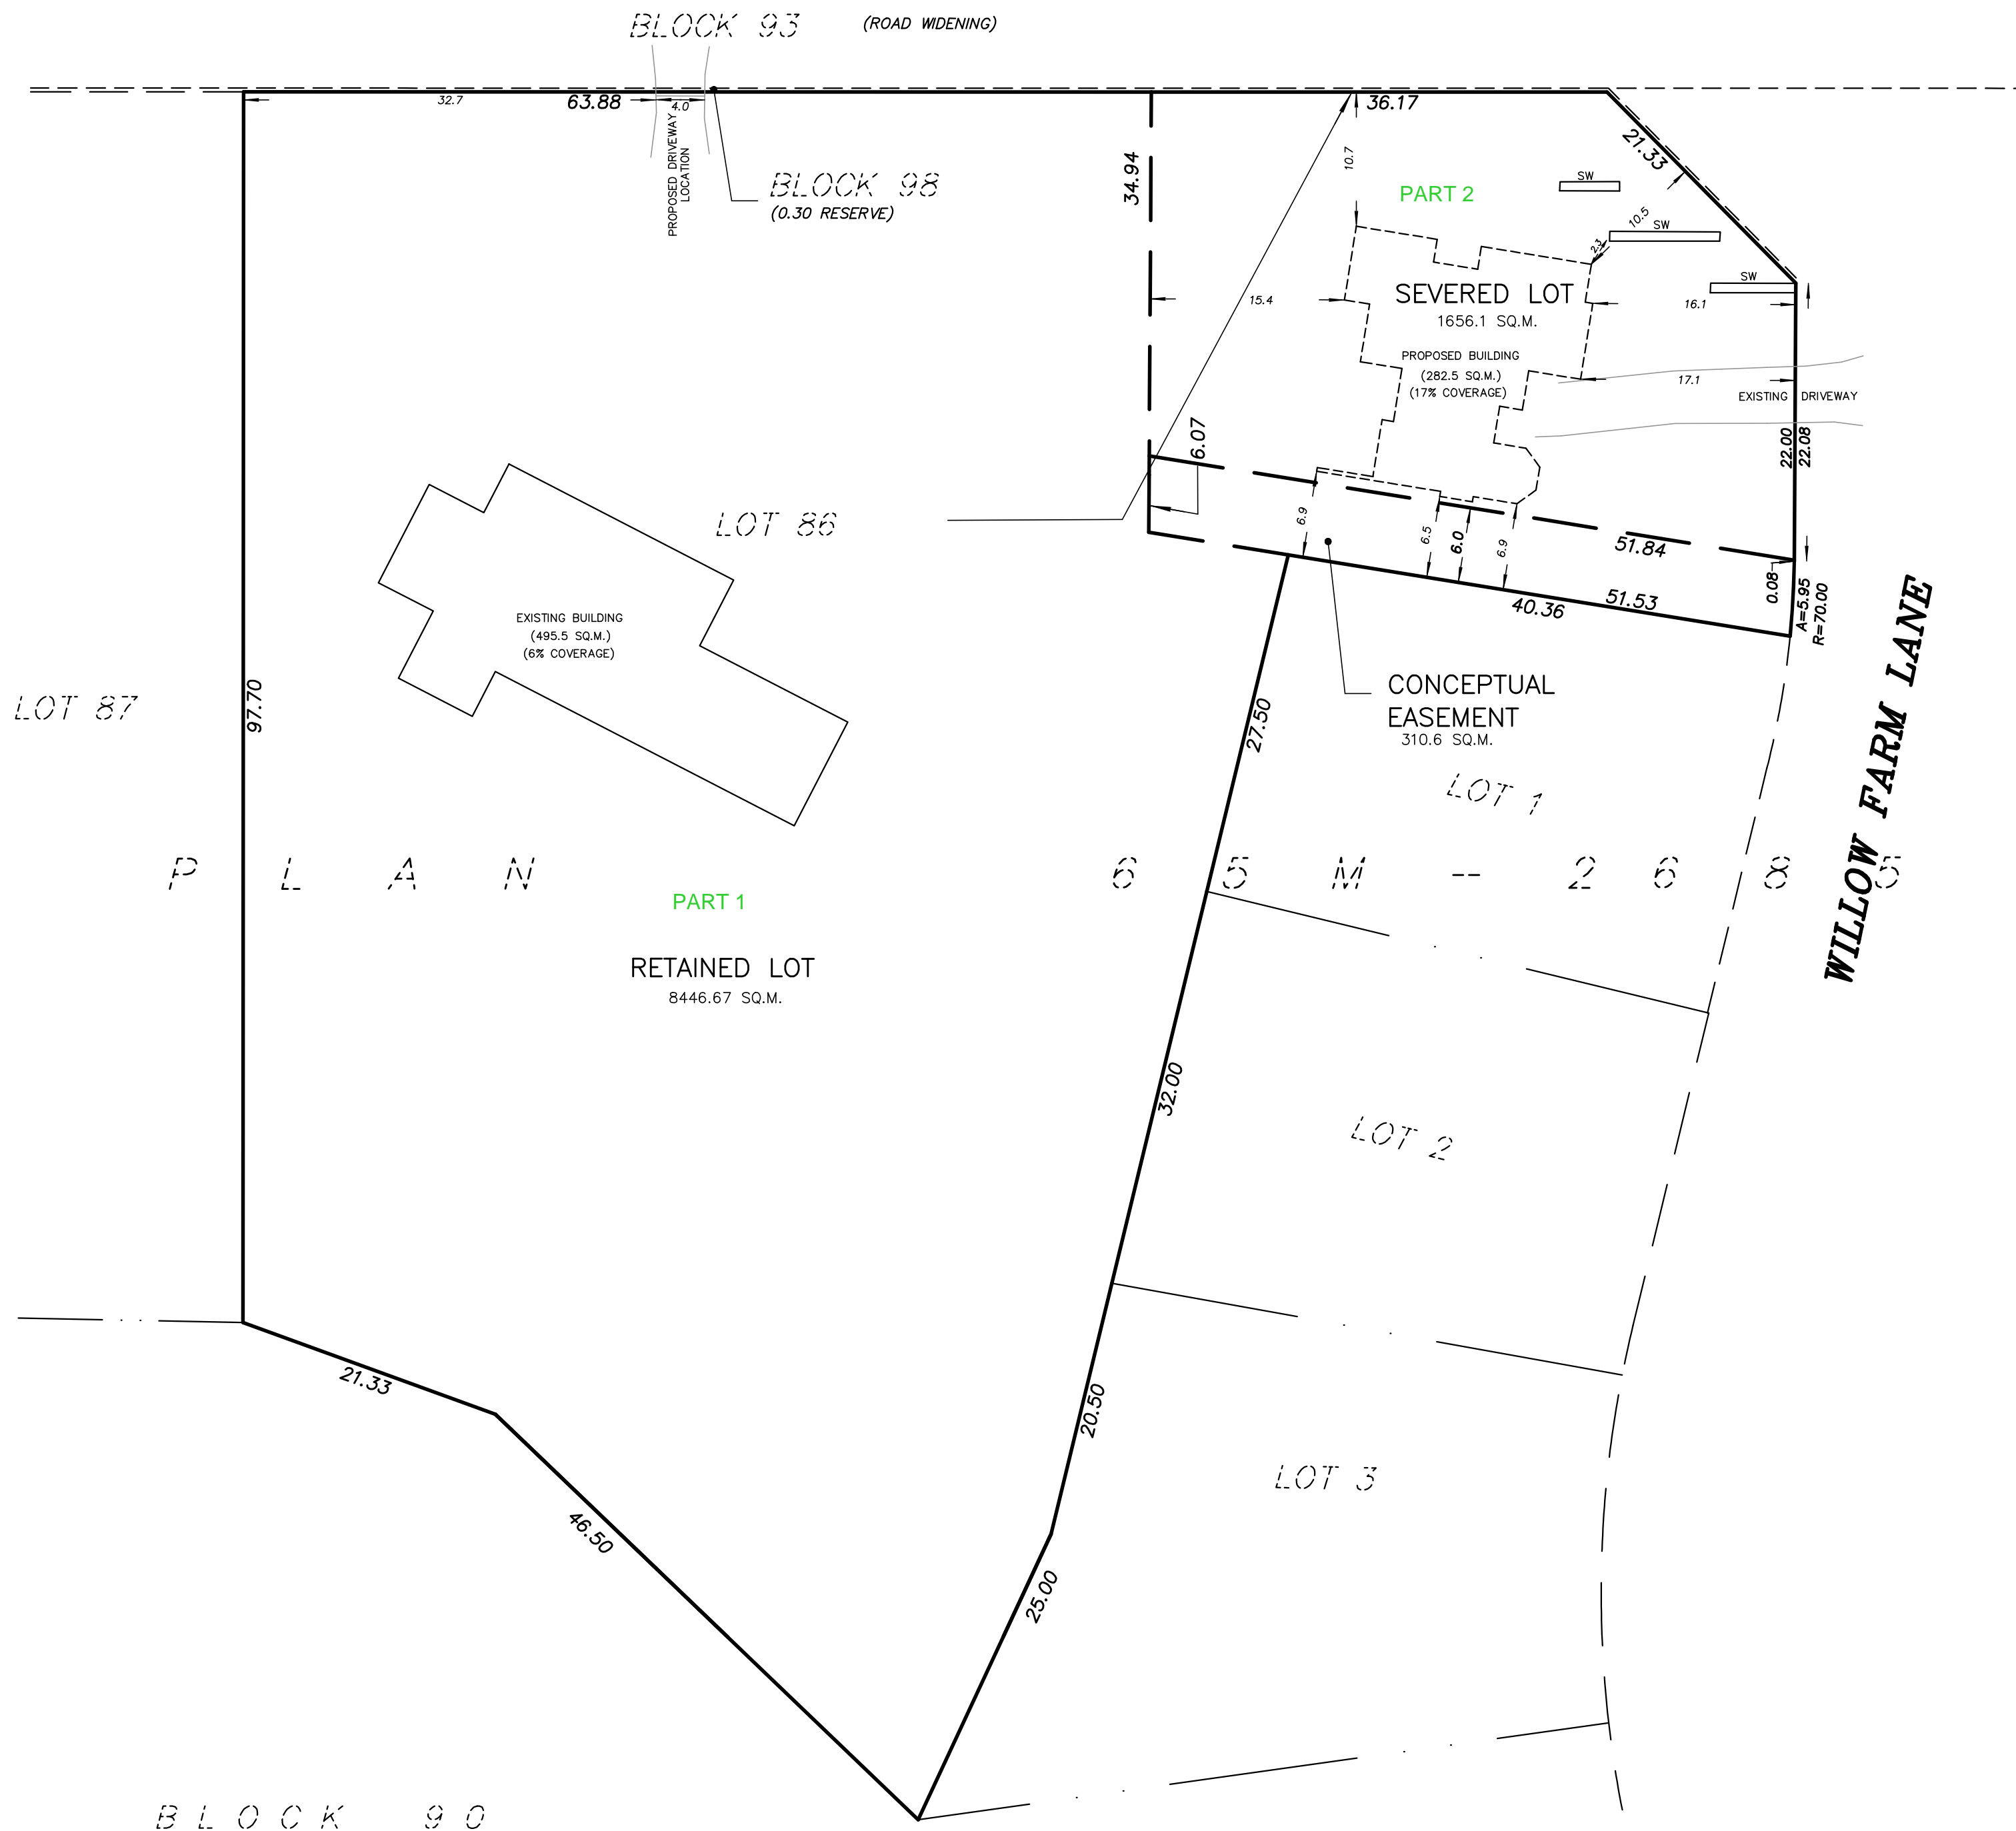 BLOCK 93
(ROAD WIDENING)
32.7
63.88
4.0
36.17
21.33
PROPOSED DRIVEWAY
LOCATION
BLOCK 98
(0.30 RESERVE)
34.94
10.7
PART 2
SW
SW
10.5
2.3
SW
SEVERED LOT
1656.1 SQ.M.
15.4
16.1
PROPOSED BUILDING
(282.5 SQ.M.)
(17% COVERAGE)
17.1
EXISTING DRIVEWAY
22.00
22.08
6.07
LOT 86
6.9
6.5
6.0
6.9
51.84
0.08
A=5.95
R=70.00
40.36
51.53
EXISTING BUILDING
(495.5 SQ.M.)
(6% COVERAGE)
CONCEPTUAL
EASEMENT
310.6 SQ.M.
LOT 87
97.70
27.50
LOT 1
WILLOW FARM LANE
PLAN 65M-2685
PART 1
RETAINED LOT
8446.67 SQ.M.
32.00
LOT 2
21.33
20.50
LOT 3
46.50
25.00
BLOCK 90